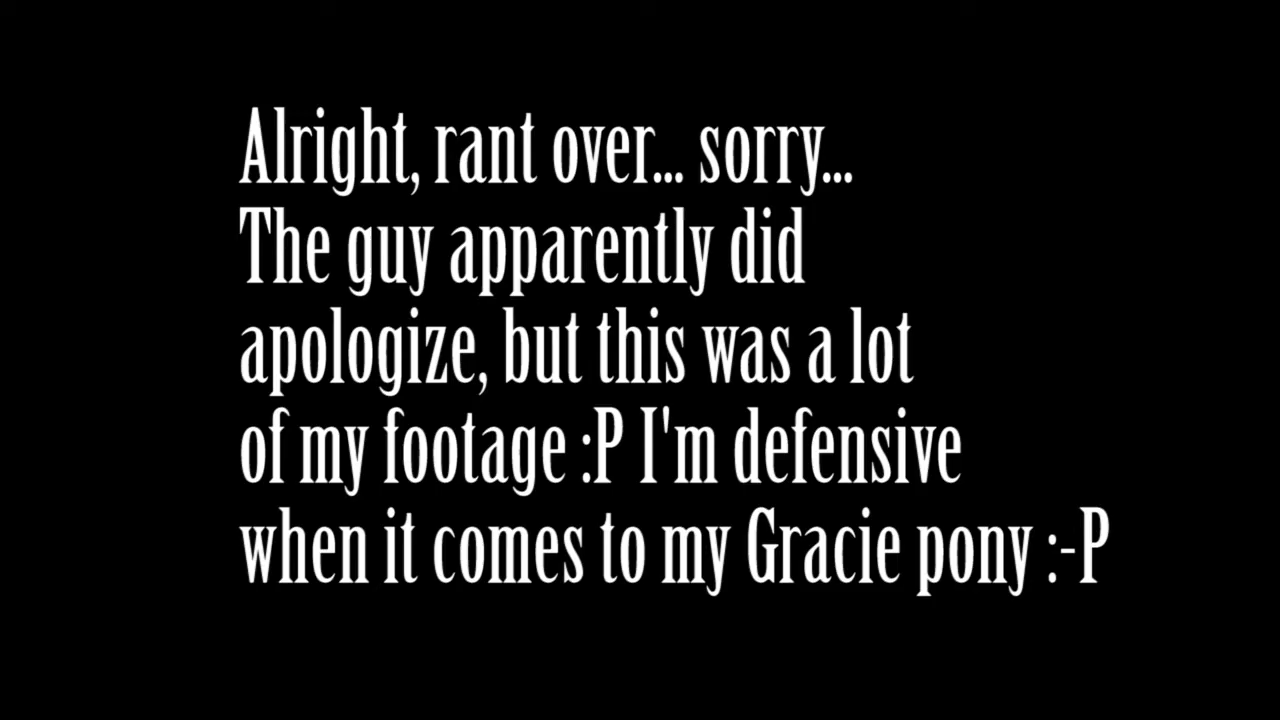 Alright, rant over... sorry...
The guy apparently did
apologize, but this was a lot
of my footage :P I'm defensive
when it comes to my Gracie pony :-P